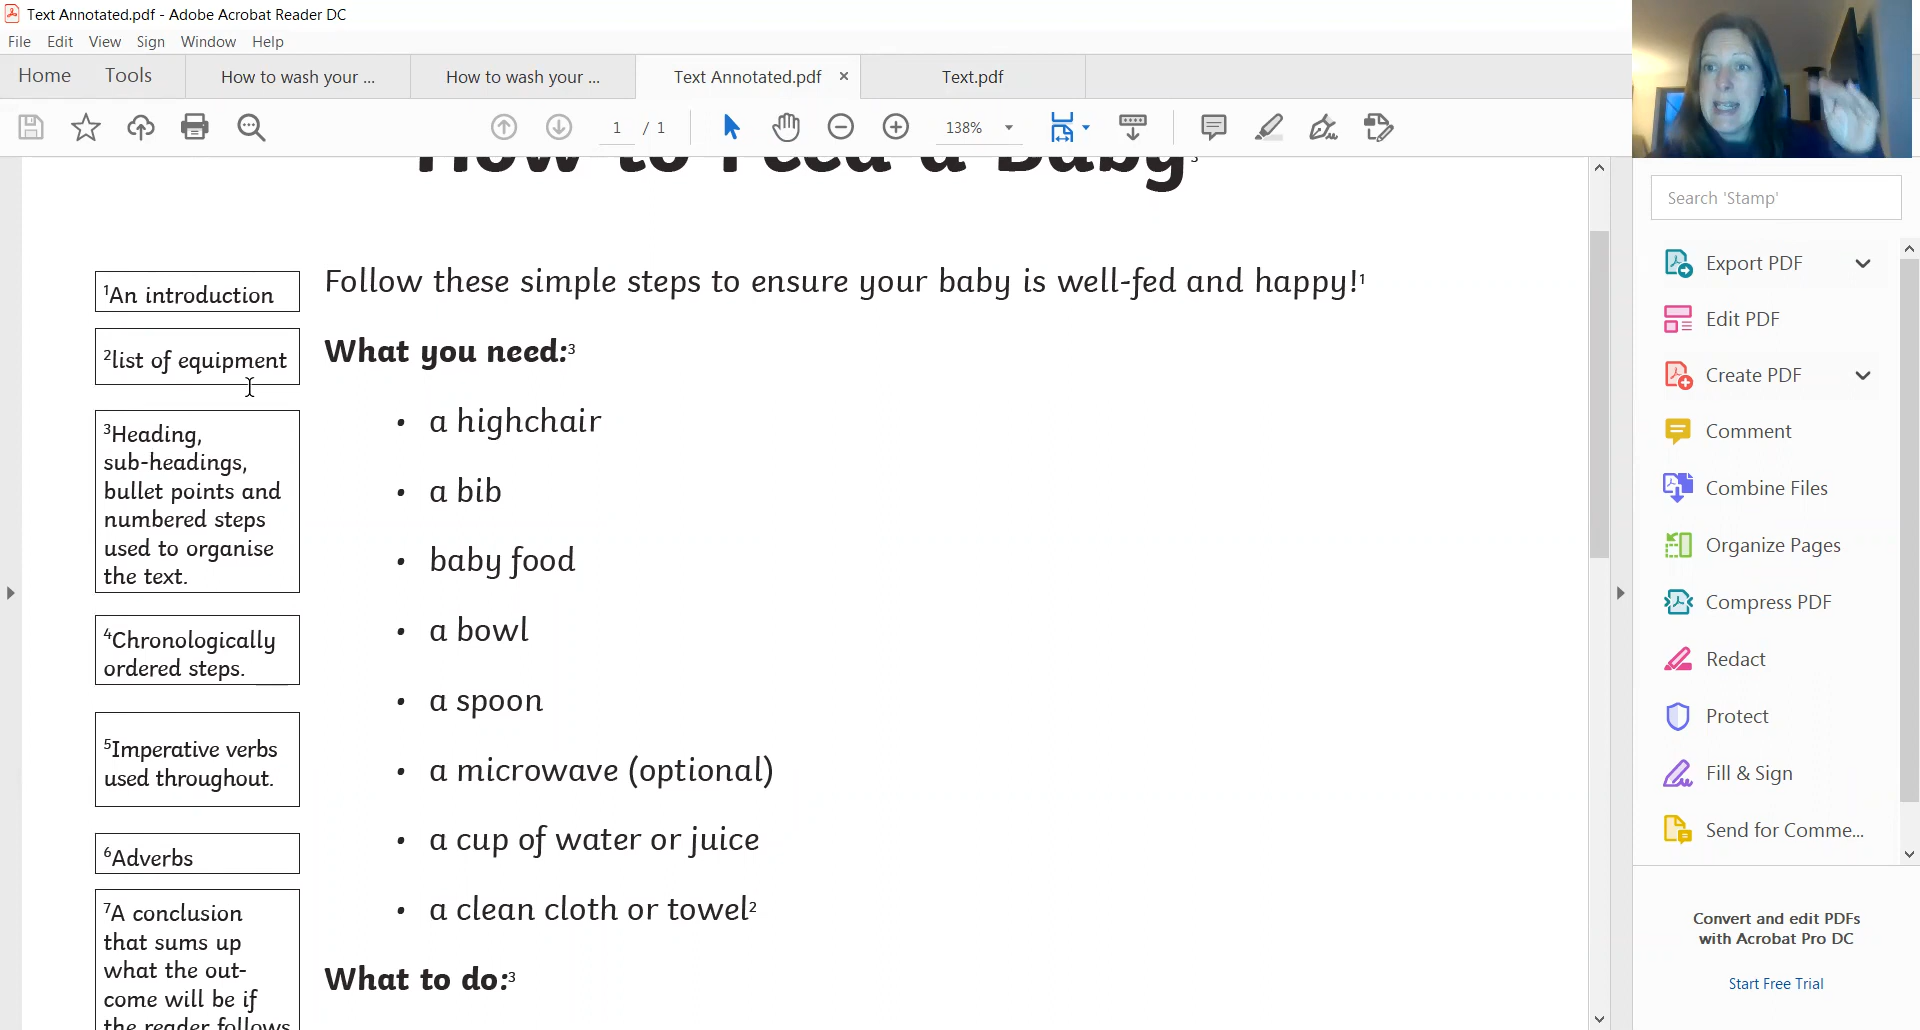 Text Annotated.pdf - Adobe Acrobat Reader DC
File Edit View Sign Window Help
Home Tools How to wash your ... How to wash your ... Text Annotated.pdf × Text.pdf
1 / 1 138%
How to Feed a Baby³
Follow these simple steps to ensure your baby is well-fed and happy!¹
What you need:³
• a highchair
• a bib
• baby food
• a bowl
• a spoon
• a microwave (optional)
• a cup of water or juice
• a clean cloth or towel²
What to do:³
¹An introduction
²list of equipment
³Heading,
sub-headings,
bullet points and
numbered steps
used to organise
the text.
⁴Chronologically
ordered steps.
⁵Imperative verbs
used throughout.
⁶Adverbs
⁷A conclusion
that sums up
what the out-
come will be if
the reader follows
Search 'Stamp'
Export PDF
Edit PDF
Create PDF
Comment
Combine Files
Organize Pages
Compress PDF
Redact
Protect
Fill & Sign
Send for Comme...
Convert and edit PDFs
with Acrobat Pro DC
Start Free Trial